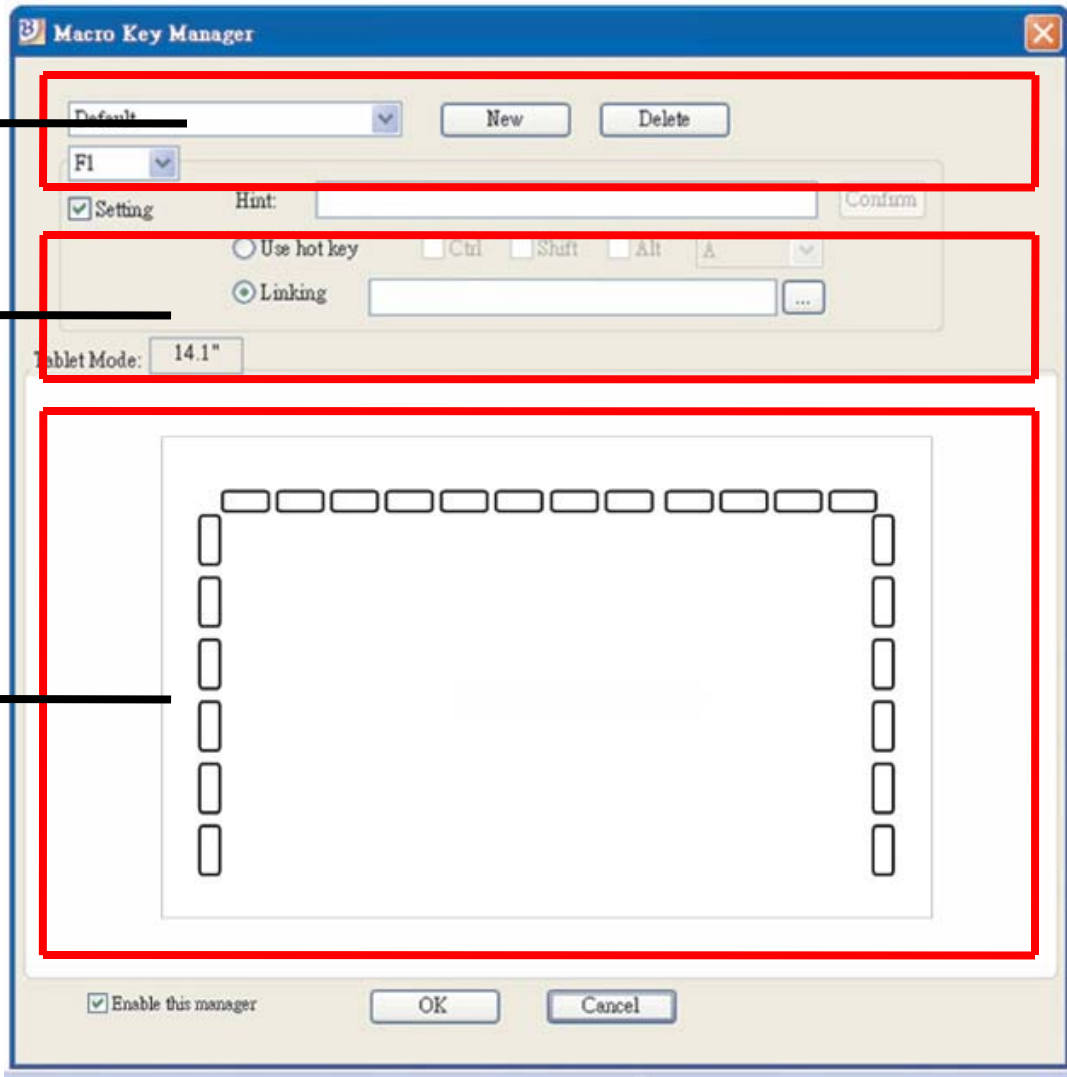 Macro Key Manager
Default New Delete
F1
Setting Hint: Confirm
Use hot key Ctrl Shift Alt A
Linking ...
Tablet Mode: 14.1"
Enable this manager OK Cancel